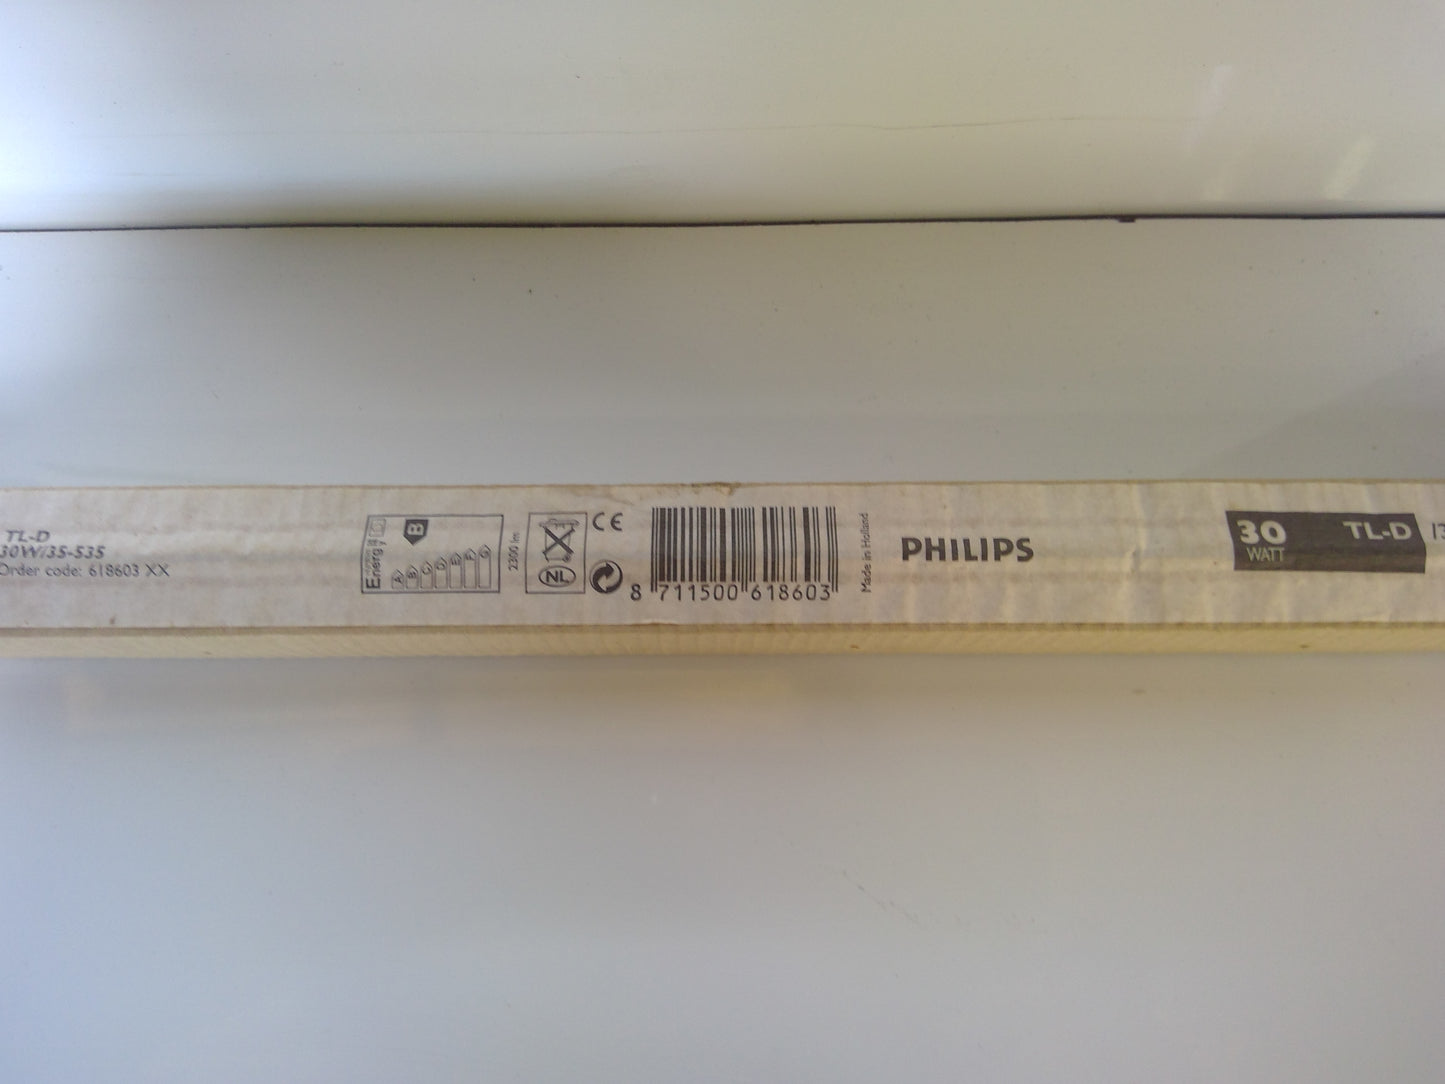 TL-D
30W/35-535
Order code: 618603 XX
Energy
B
A
B
C
D
E
F
G
2300 lm
NL
CE
8 711500 618603
Made in Holland
PHILIPS
30
WATT
TL-D